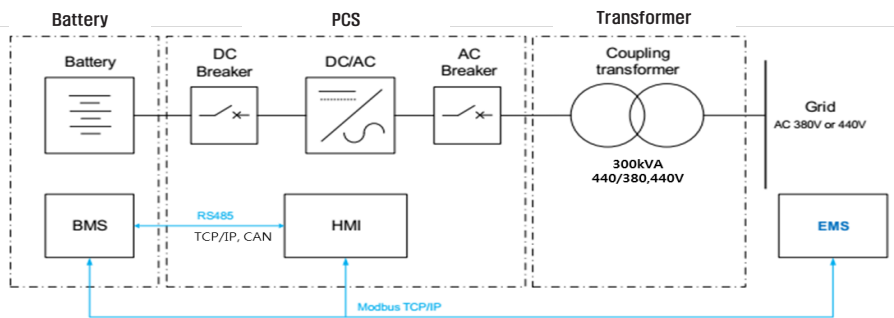 Battery
PCS
Transformer
Battery
DC
Breaker
DC/AC
AC
Breaker
Coupling
transformer
Grid
AC 380V or 440V
300kVA
440/380,440V
BMS
RS485
TCP/IP, CAN
HMI
EMS
Modbus TCP/IP